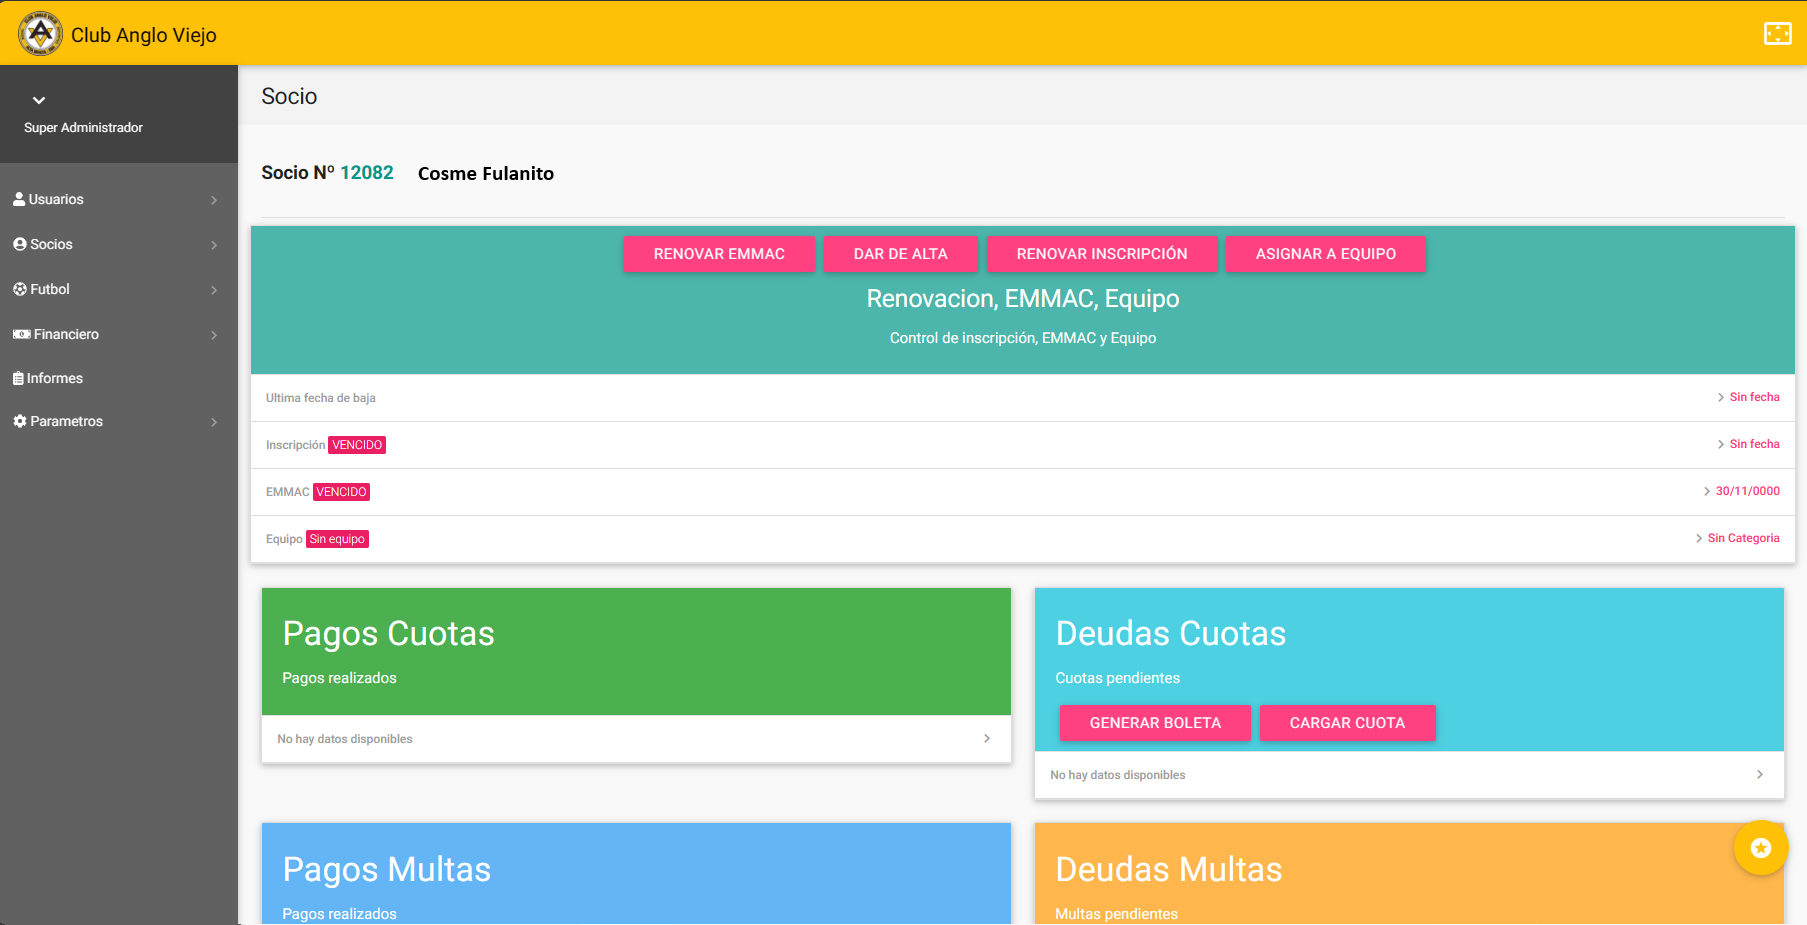 Club Anglo Viejo
Super Administrador
Usuarios
Socios
Futbol
Financiero
Informes
Parametros
Socio
Socio Nº 12082 Cosme Fulanito
RENOVAR EMMAC DAR DE ALTA RENOVAR INSCRIPCIÓN ASIGNAR A EQUIPO
Renovacion, EMMAC, Equipo
Control de inscripción, EMMAC y Equipo
Ultima fecha de baja Sin fecha
Inscripción VENCIDO Sin fecha
EMMAC VENCIDO 30/11/0000
Equipo Sin equipo Sin Categoria
Pagos Cuotas
Pagos realizados
No hay datos disponibles
Deudas Cuotas
Cuotas pendientes
GENERAR BOLETA CARGAR CUOTA
No hay datos disponibles
Pagos Multas
Pagos realizados
Deudas Multas
Multas pendientes